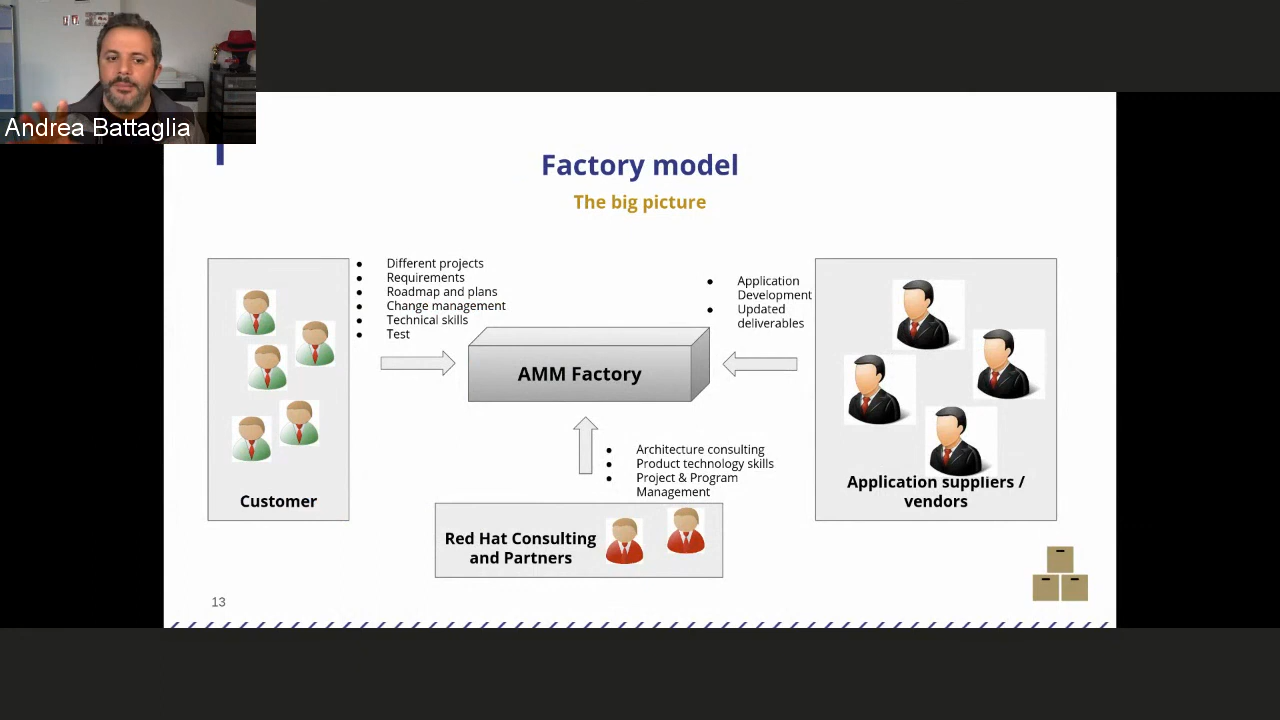 Andrea Battaglia
Factory model
The big picture
Different projects
Requirements
Roadmap and plans
Change management
Technical skills
Test
Application
Development
Updated
deliverables
AMM Factory
Architecture consulting
Product technology skills
Project & Program
Management
Customer
Red Hat Consulting
and Partners
Application suppliers /
vendors
13